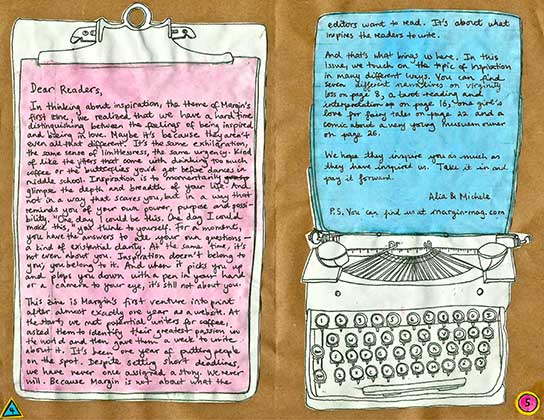 Dear Readers,
In thinking about inspiration, the theme of Margin's
first zine, we realized that we have a hard time
distinguishing between the feelings of being inspired
and being in love. Maybe it's because they aren't
even all that different. It's the same exhilaration,
the same sense of limitlessness, the same urgency. Kind
of like the jitters that come with drinking too much
coffee or the butterflies you'd get before dances in
middle school. Inspiration is to momentarily
glimpse the depth and breadth of your life. And
not in a way that scares you, but in a way that
reminds you of your own power, purpose and possi-
bility. "One day I could be this. One day I could
make this," you think to yourself. For a moment,
you have the answers to all your own questions—
a kind of existential clarity. At the same time, it's
not even about you. Inspiration doesn't belong to
you; you belong to it. And when it picks you up
and plops you down with a pen in your hand
or a camera to your eye, it's still not about you.
This zine is Margin's first venture into print
after almost exactly one year as a website. At
the start, we met potential writers for coffee,
asked them to identify their greatest passion in
the world and then gave them a week to write
about it. It's been one year of putting people
on the spot. Despite setting short deadlines,
we have never once assigned a story. We never
will. Because Margin is not about what the
4
editors want to read. It's about what
inspires the readers to write.
And that's what brings us here. In this
issue, we touch on the topic of inspiration
in many different ways. You can find
seven different narratives on virginity
loss on page 8, a tarot reading and
interpretation up on page 16, one girl's
love for fairy tales on page 22 and a
comic about a very young museum owner
on page 26.
We hope they inspire you as much as
they have inspired us. Take it in and
pay it forward.
Alia & Michele
P.S. You can find us at margin-mag.com
5